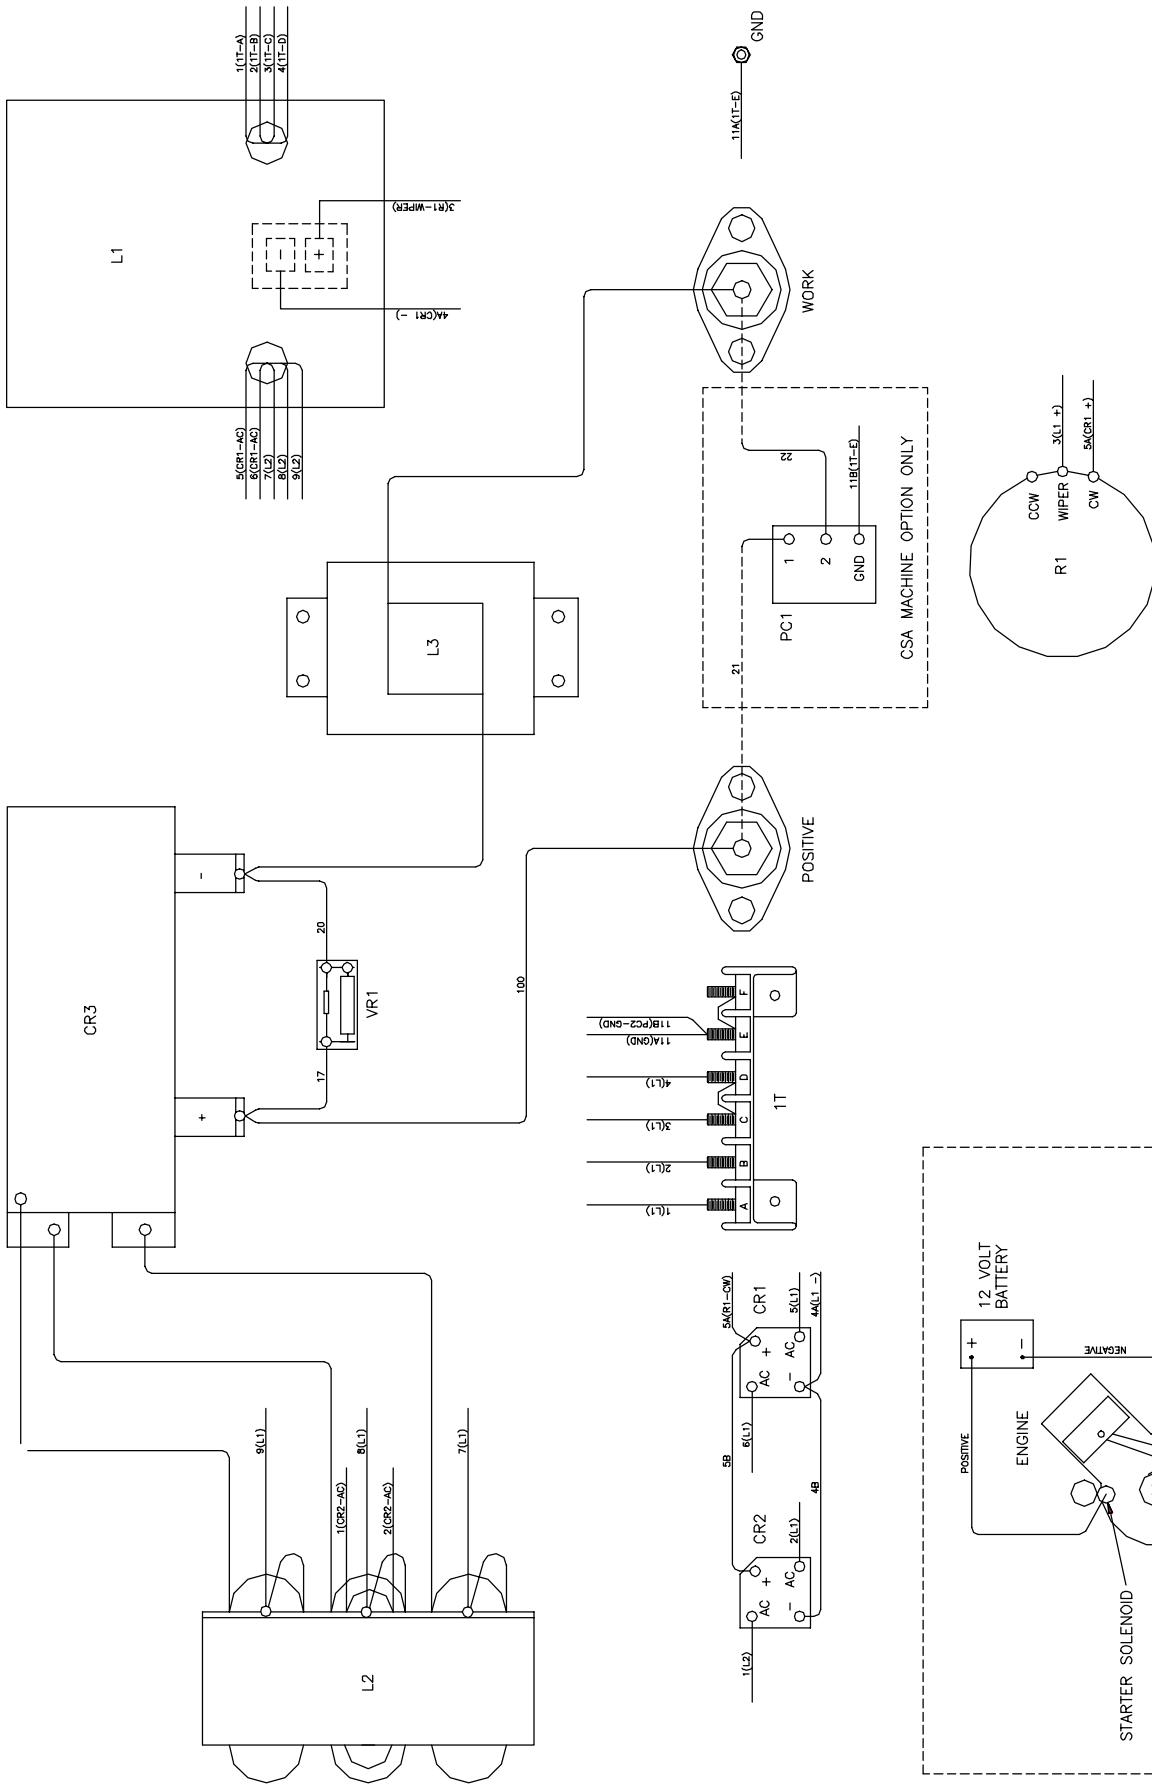 1(1T-A)
2(1T-B)
3(1T-C)
4(1T-D)
L1
-
+
3(R1-WIPER)
4A(CR1 -)
5(CR1-AC)
6(CR1-AC)
7(L2)
8(L2)
9(L2)
GND
11A(1T-E)
WORK
22
11B(1T-E)
1
2
GND
PC1
21
CSA MACHINE OPTION ONLY
3(L1 +)
5A(CR1 +)
CCW
WIPER
CW
R1
L3
CR3
-
+
20
VR1
17
100
POSITIVE
11B(PC2-GND)
11A(GND)
4(L1)
3(L1)
2(L1)
1(L1)
F
E
D
C
B
A
1T
9(L1)
1(CR2-AC)
8(L1)
2(CR2-AC)
7(L1)
L2
5A(R1-CW)
CR1
5(L1)
4A(L1 -)
+
AC
AC
-
6(L1)
5B
4B
CR2
2(L1)
+
AC
AC
-
1(L2)
12 VOLT
BATTERY
+
-
NEGATIVE
POSITIVE
ENGINE
STARTER SOLENOID